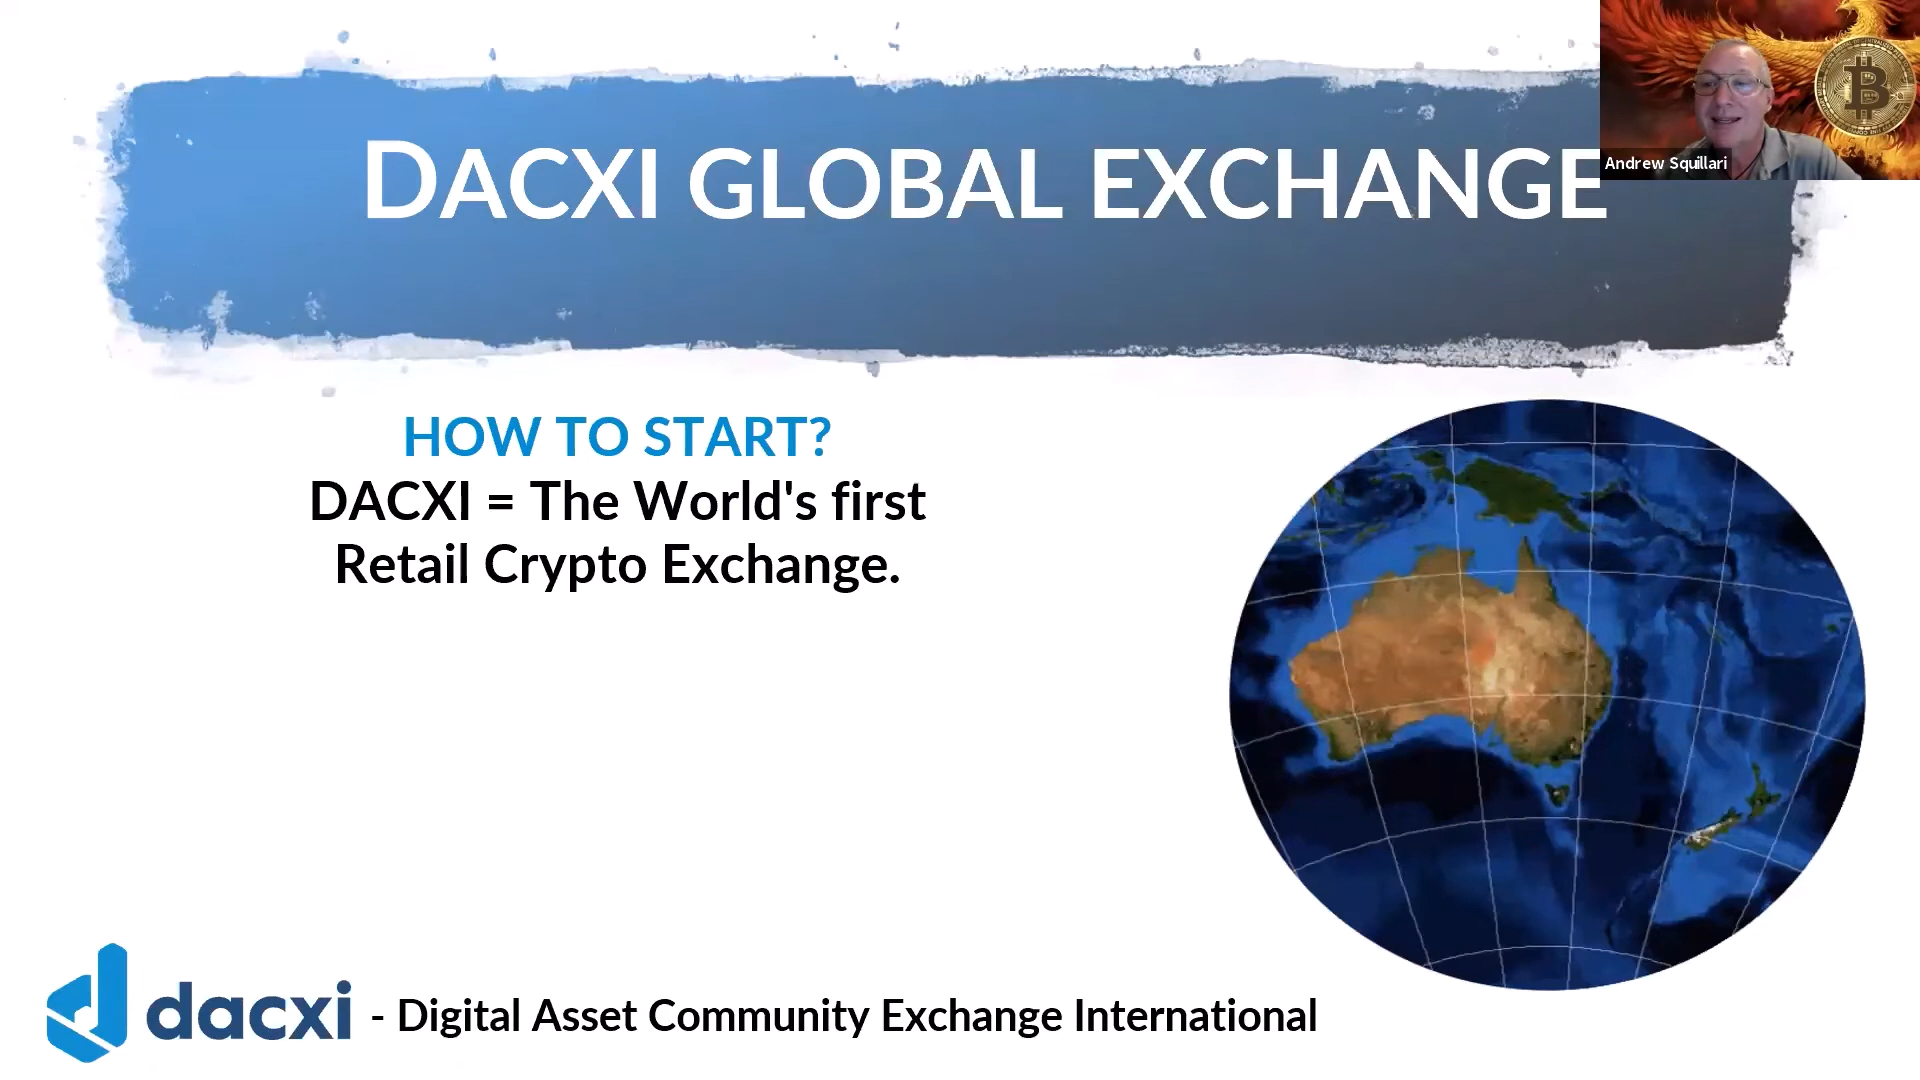 DACXI GLOBAL EXCHANGE
Andrew Squillari
HOW TO START?
DACXI = The World's first
Retail Crypto Exchange.
dacxi - Digital Asset Community Exchange International